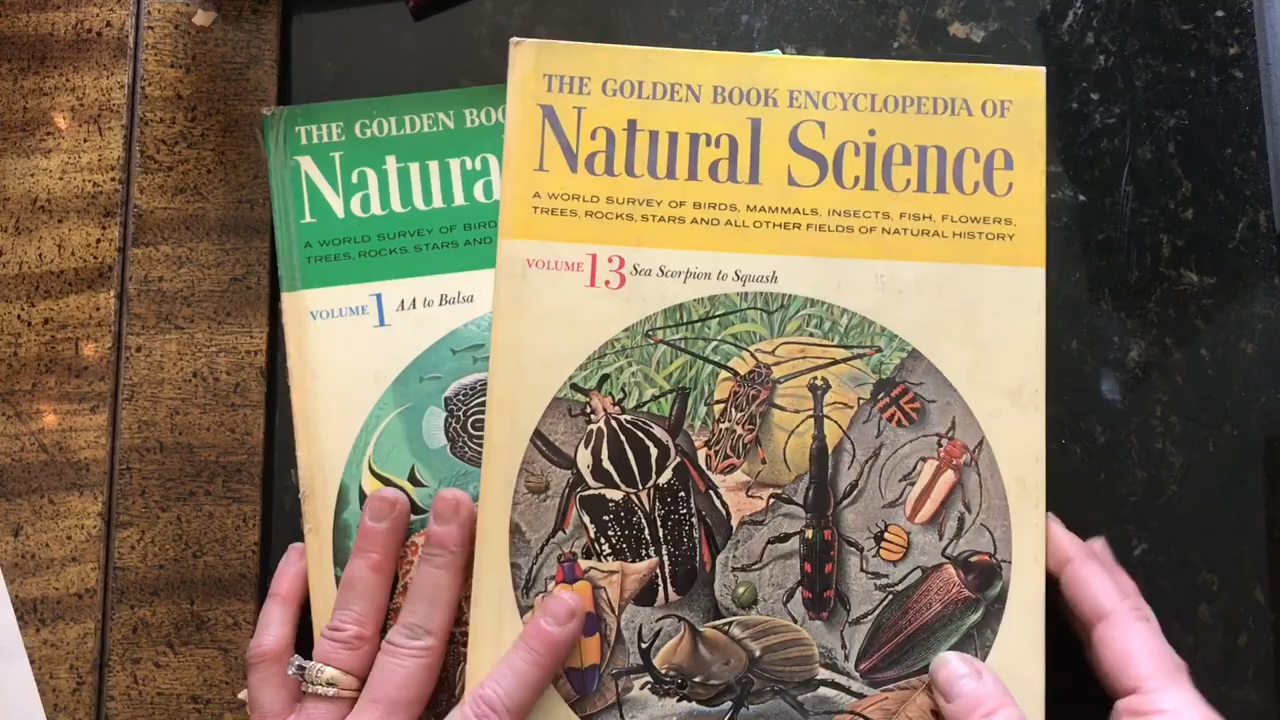 THE GOLDEN BOO
Natura
A WORLD SURVEY OF BIRD
TREES, ROCKS, STARS AND
VOLUME 1 AA to Balsa
THE GOLDEN BOOK ENCYCLOPEDIA OF
Natural Science
A WORLD SURVEY OF BIRDS, MAMMALS, INSECTS, FISH, FLOWERS,
TREES, ROCKS, STARS AND ALL OTHER FIELDS OF NATURAL HISTORY
VOLUME 13 Sea Scorpion to Squash